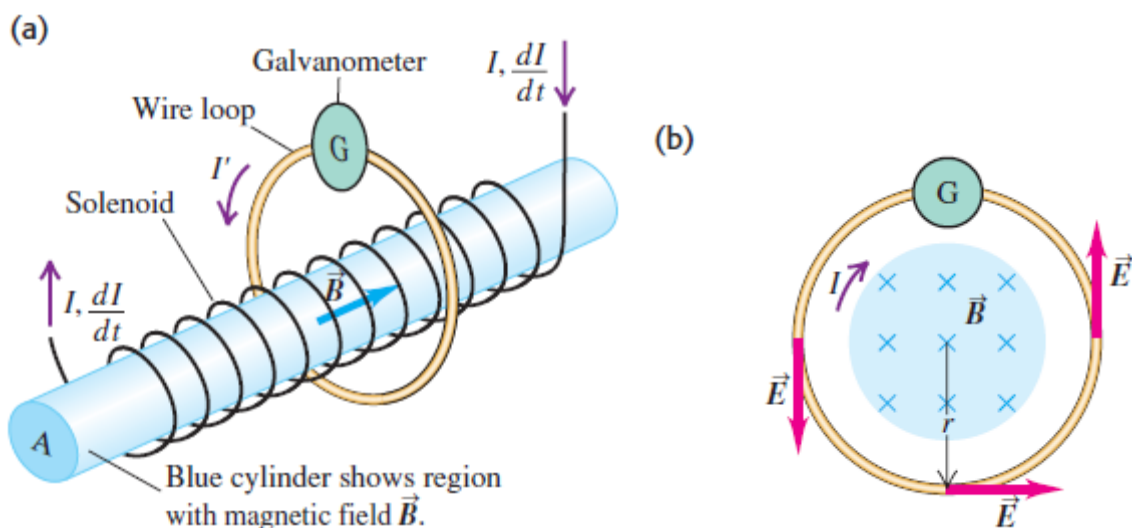 (a)
Galvanometer
I, dI/dt
Wire loop
G
I′
Solenoid
B⃗
I, dI/dt
A
Blue cylinder shows region
with magnetic field B⃗.
(b)
G
I
B⃗
E⃗
E⃗
r
E⃗